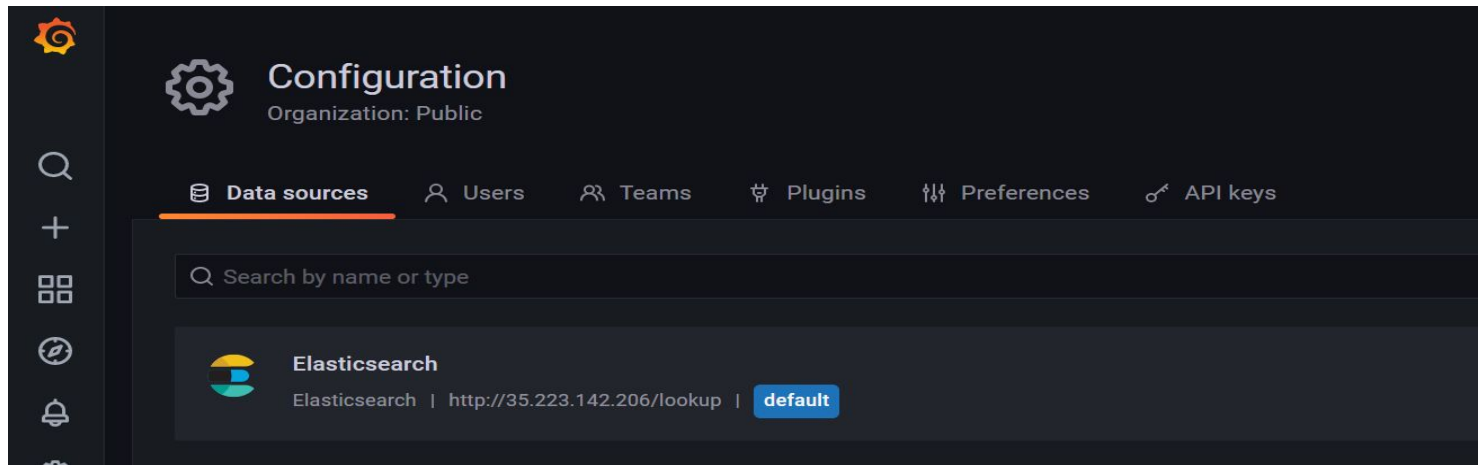 Configuration
Organization: Public
Data sources Users Teams Plugins Preferences API keys
Search by name or type
Elasticsearch
Elasticsearch | http://35.223.142.206/lookup | default